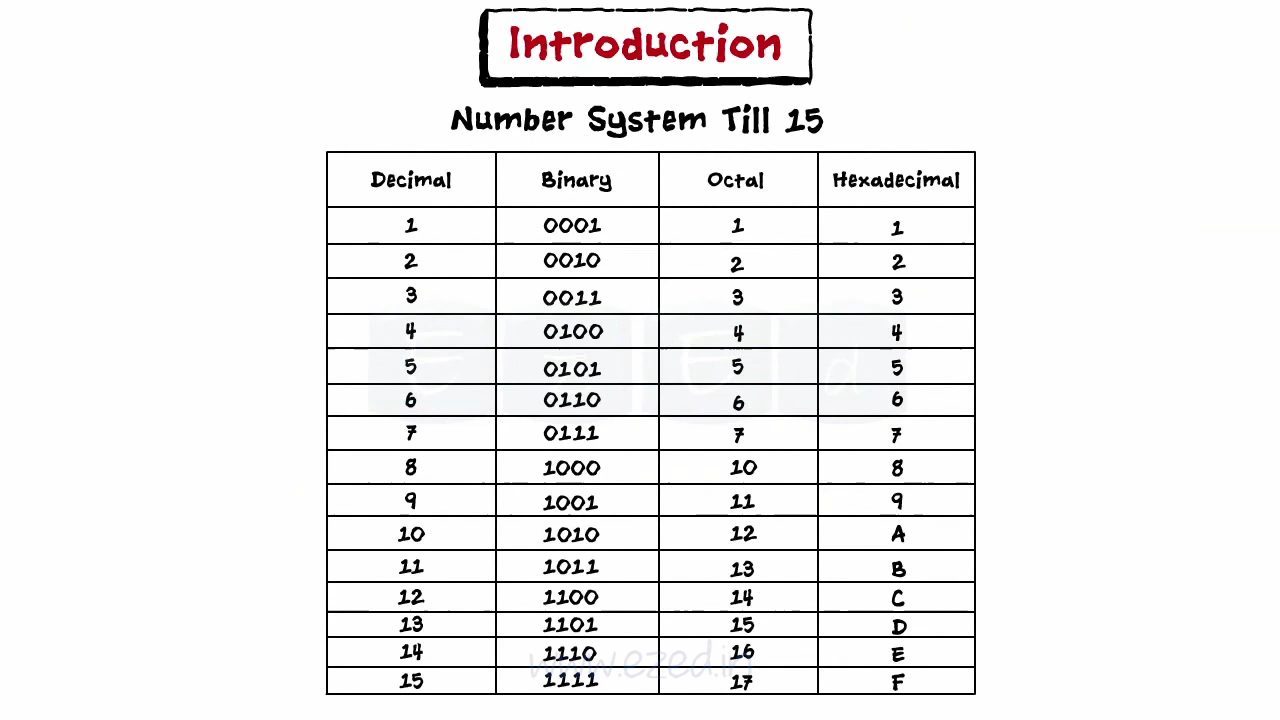 Introduction
Number System Till 15
Decimal Binary Octal Hexadecimal
1 0001 1 1
2 0010 2 2
3 0011 3 3
4 0100 4 4
5 0101 5 5
6 0110 6 6
7 0111 7 7
8 1000 10 8
9 1001 11 9
10 1010 12 A
11 1011 13 B
12 1100 14 C
13 1101 15 D
14 1110 16 E
15 1111 17 F
www.ezed.in